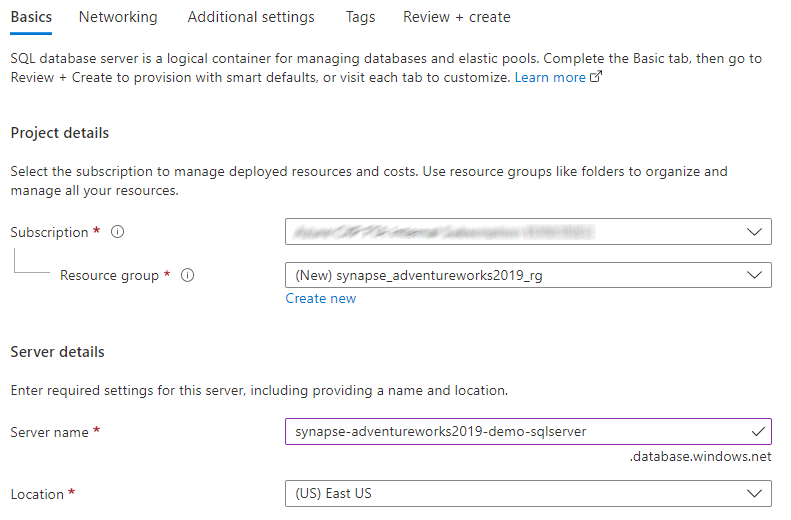 Basics Networking Additional settings Tags Review + create
SQL database server is a logical container for managing databases and elastic pools. Complete the Basic tab, then go to
Review + Create to provision with smart defaults, or visit each tab to customize. Learn more
Project details
Select the subscription to manage deployed resources and costs. Use resource groups like folders to organize and
manage all your resources.
Subscription *
Resource group * (New) synapse_adventureworks2019_rg
Create new
Server details
Enter required settings for this server, including providing a name and location.
Server name * synapse-adventureworks2019-demo-sqlserver
.database.windows.net
Location * (US) East US